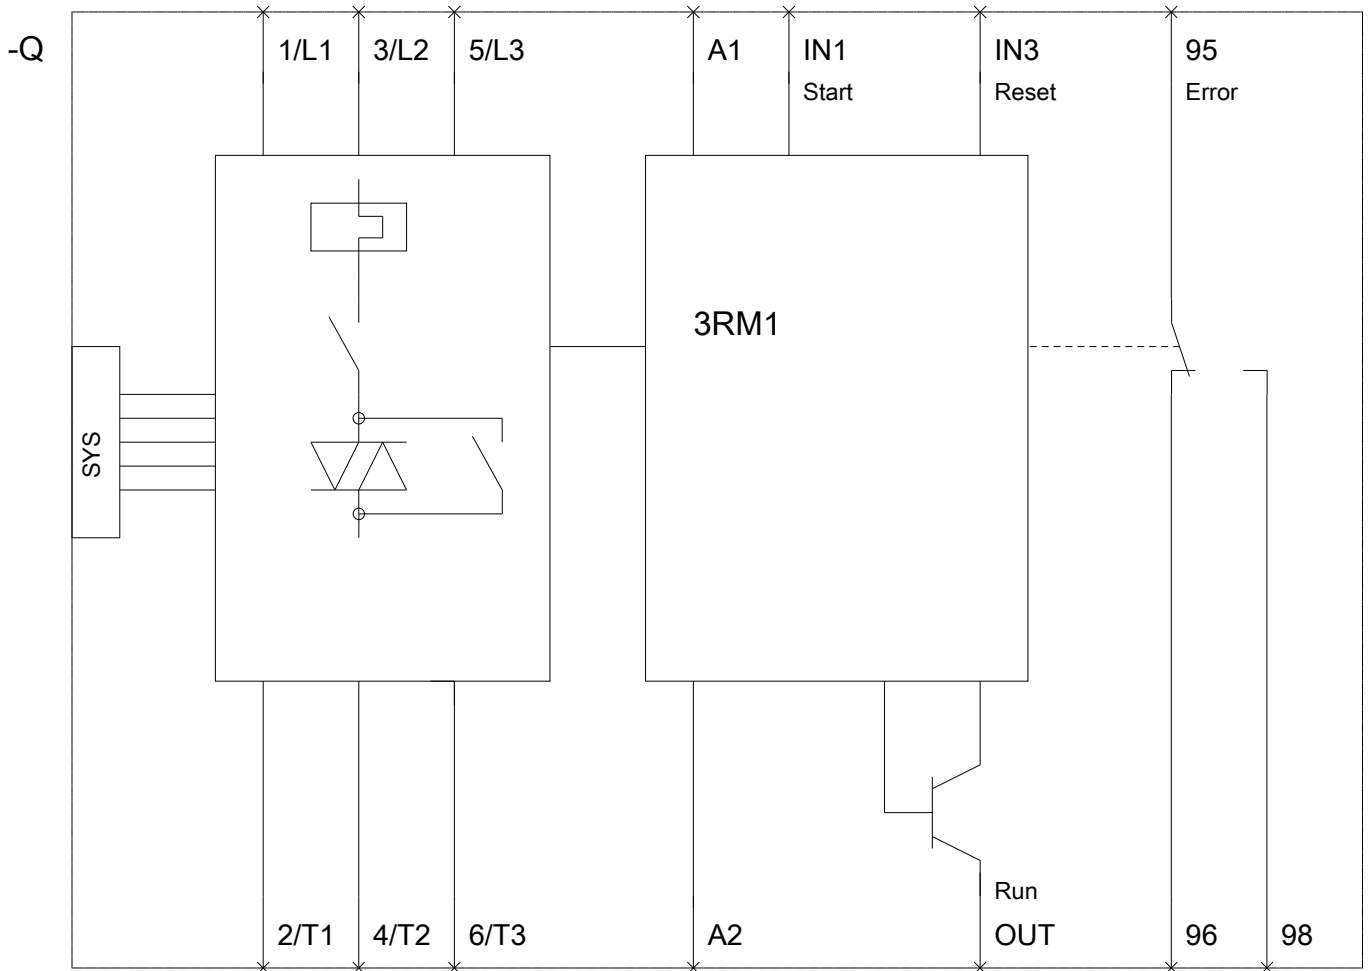 -Q
1/L1 3/L2 5/L3 A1 IN1 IN3 95
Start Reset Error
3RM1
SYS
Run
2/T1 4/T2 6/T3 A2 OUT 96 98